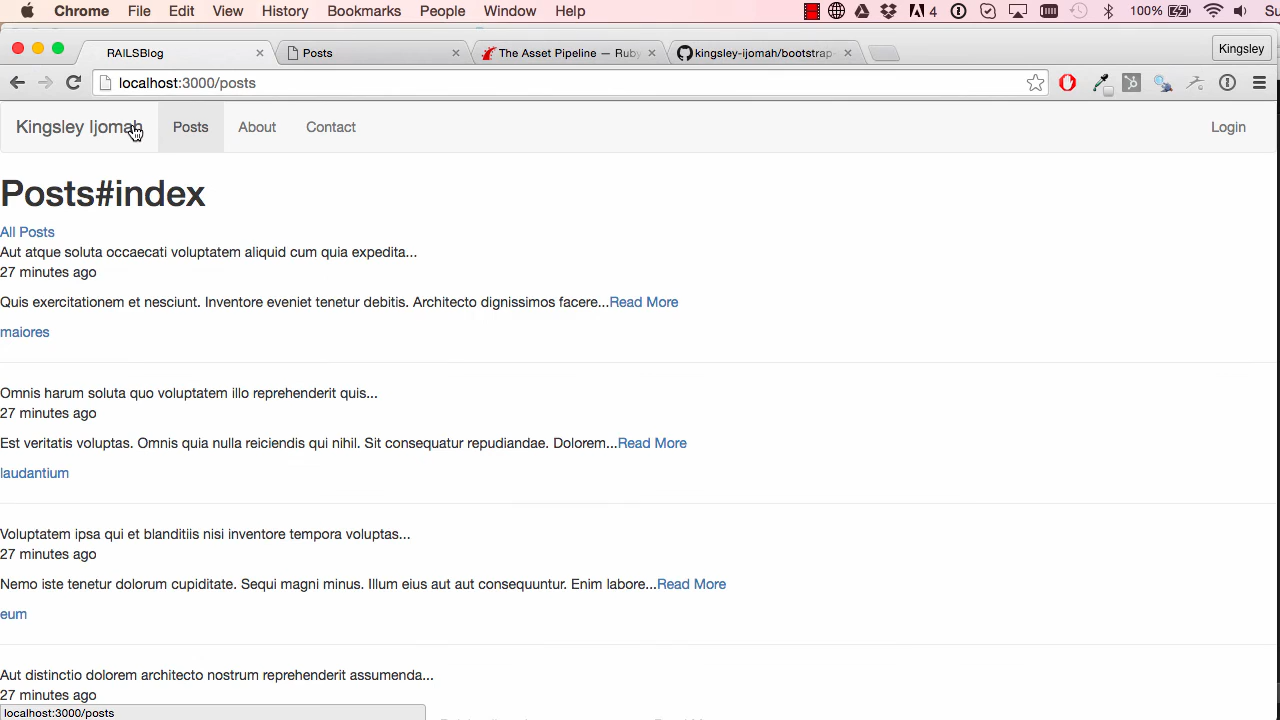 Chrome File Edit View History Bookmarks People Window Help 4 100% Su
RAILSBlog Posts The Asset Pipeline — Ruby kingsley-ijomah/bootstrap- Kingsley
localhost:3000/posts
Kingsley Ijomah Posts About Contact Login
Posts#index
All Posts
Aut atque soluta occaecati voluptatem aliquid cum quia expedita...
27 minutes ago
Quis exercitationem et nesciunt. Inventore eveniet tenetur debitis. Architecto dignissimos facere...Read More
maiores
Omnis harum soluta quo voluptatem illo reprehenderit quis...
27 minutes ago
Est veritatis voluptas. Omnis quia nulla reiciendis qui nihil. Sit consequatur repudiandae. Dolorem...Read More
laudantium
Voluptatem ipsa qui et blanditiis nisi inventore tempora voluptas...
27 minutes ago
Nemo iste tenetur dolorum cupiditate. Sequi magni minus. Illum eius aut aut consequuntur. Enim labore...Read More
eum
Aut distinctio dolorem architecto nostrum reprehenderit assumenda...
27 minutes ago
localhost:3000/posts